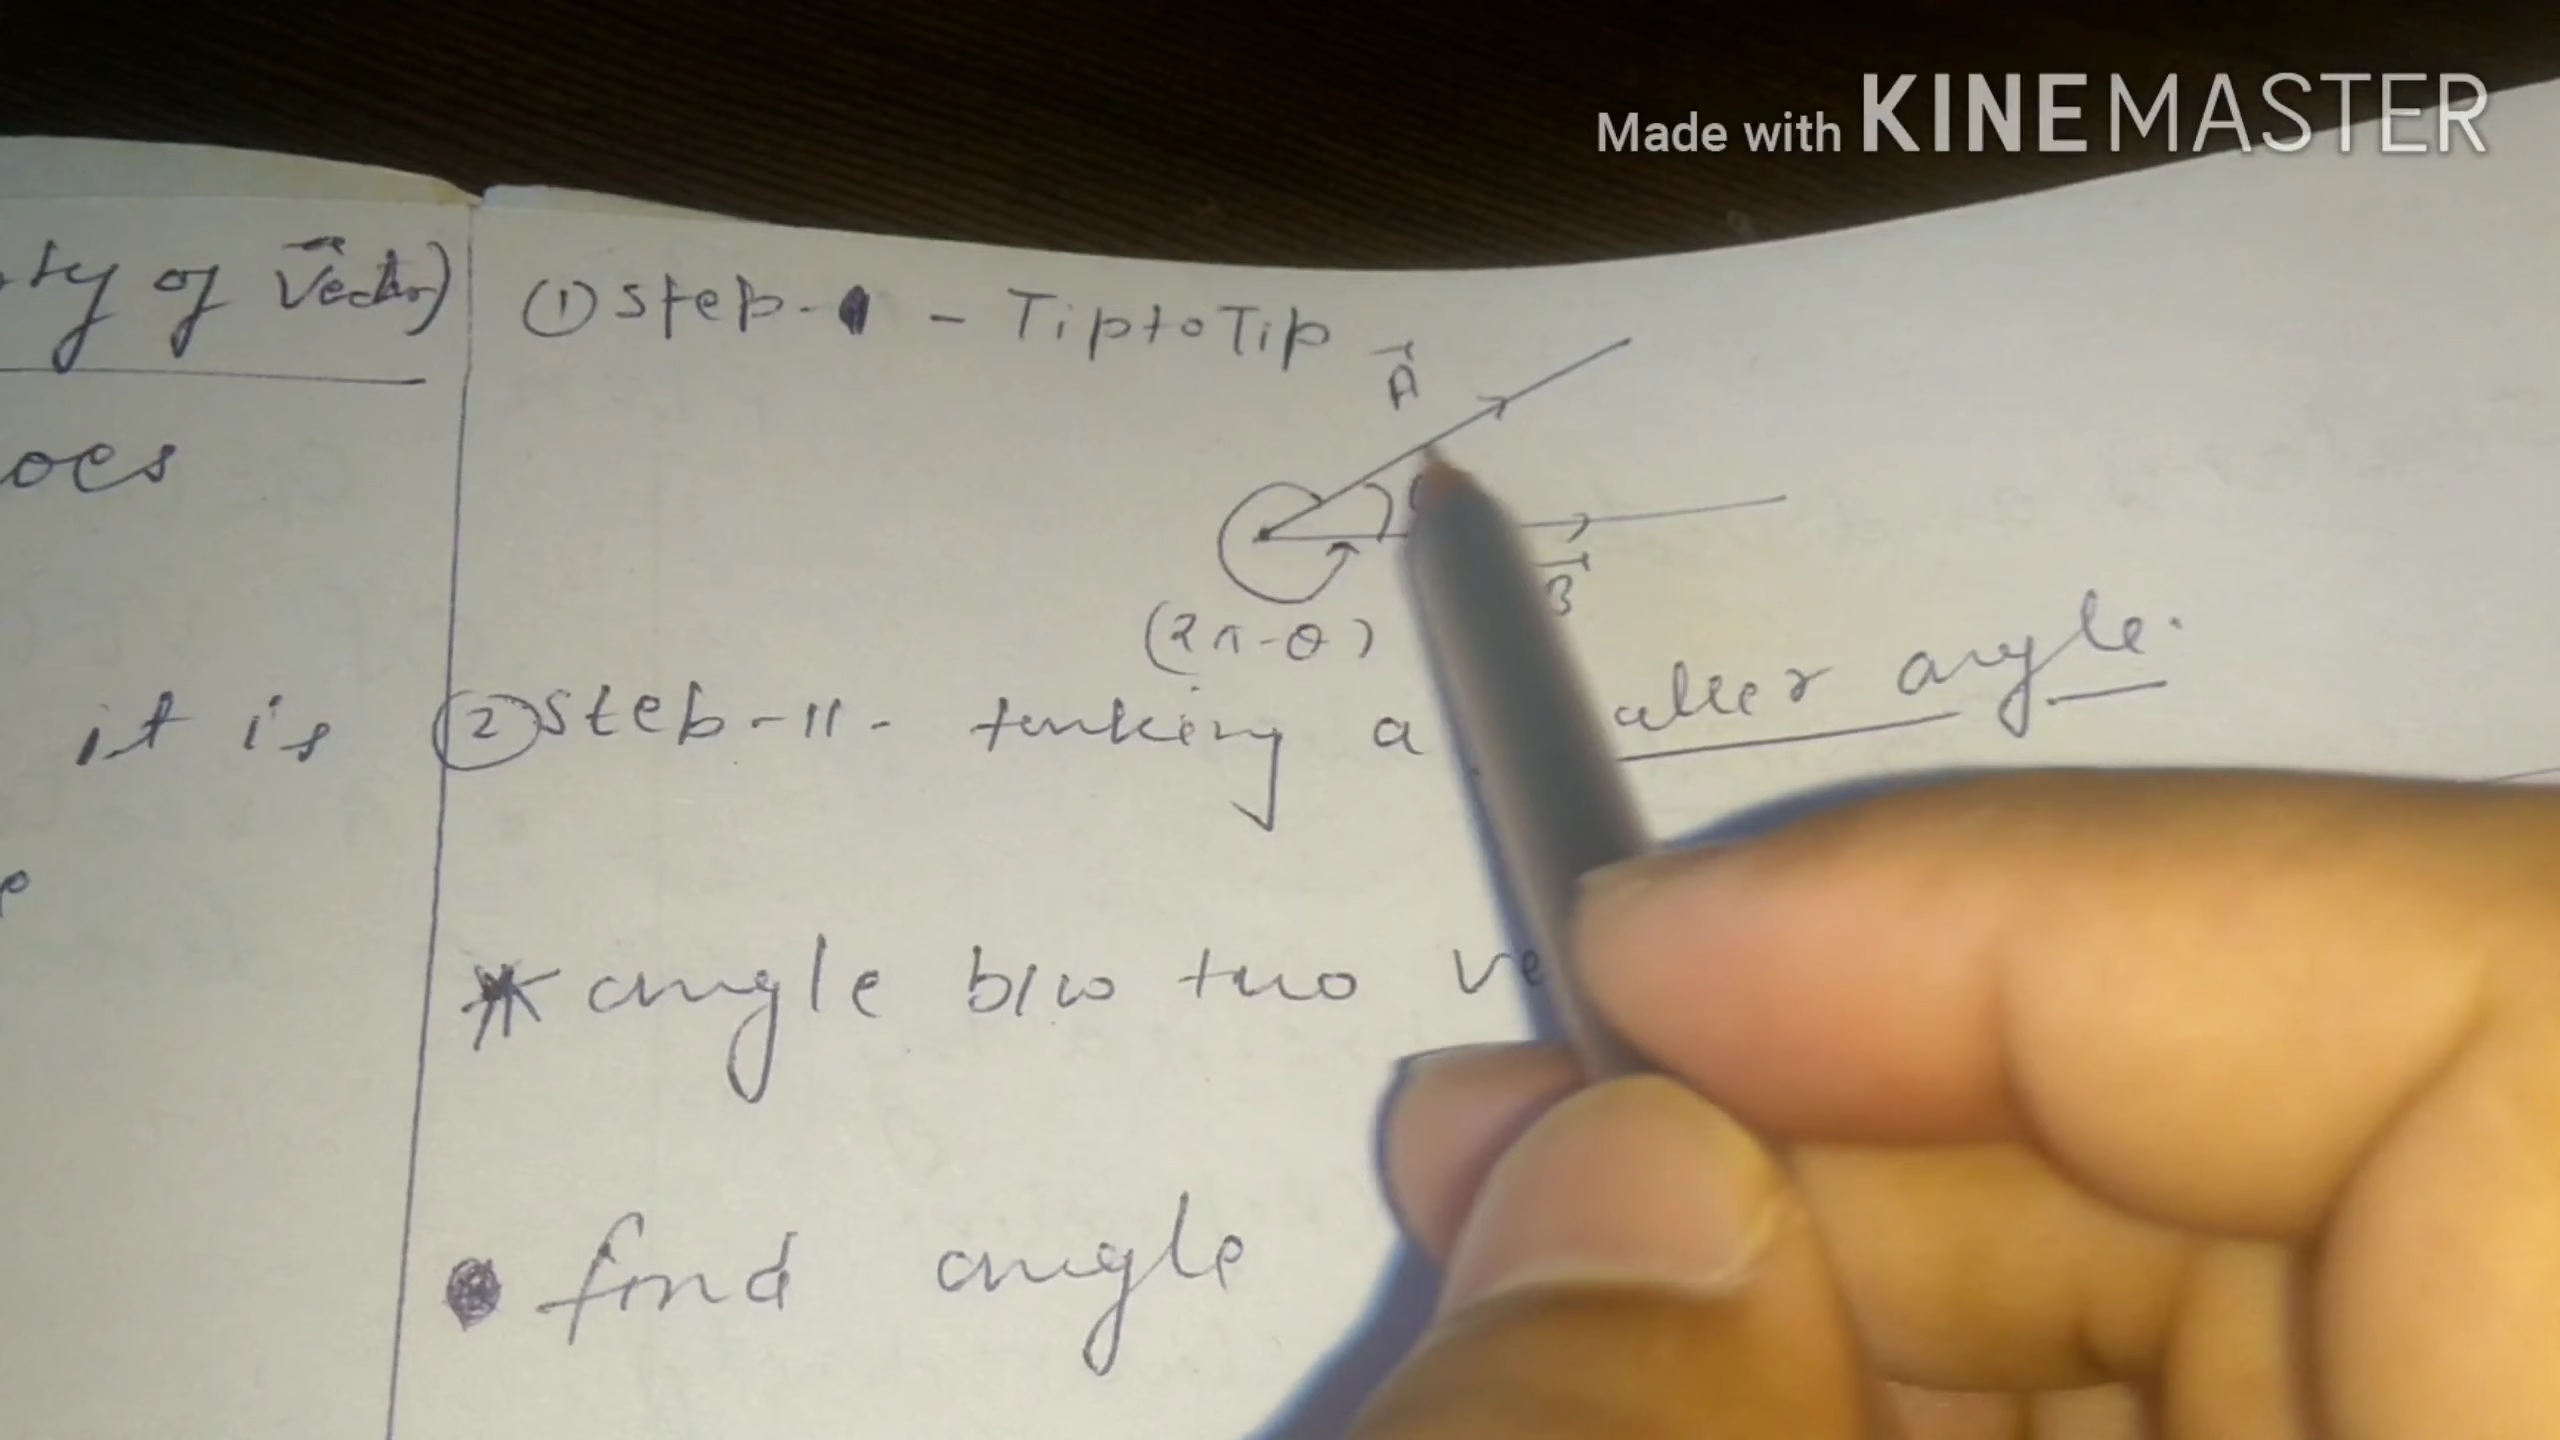 Made with KINEMASTER
ty of Vector)
① Step-1 - Tip to Tip
A
B
(2π-θ)
oes
it is
② Step-II- taking a aller angle.
* angle b/w two ve
• find angle